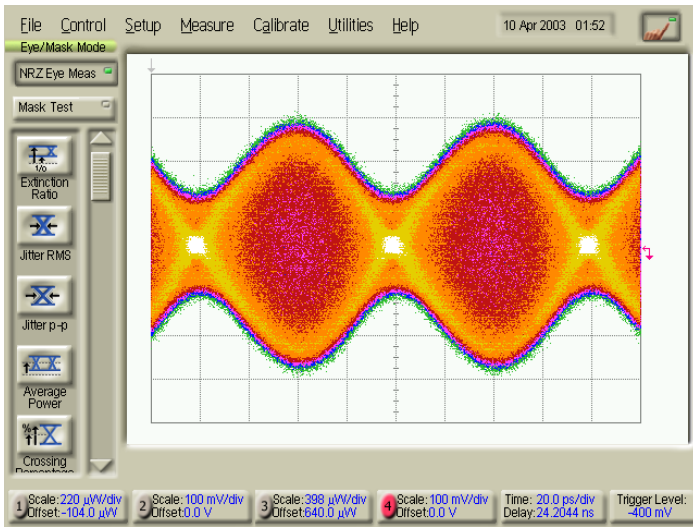 File Control Setup Measure Calibrate Utilities Help 10 Apr 2003 01:52
Eye/Mask Mode
NRZ Eye Meas
Mask Test
1/0
Extinction
Ratio
Jitter RMS
Jitter p-p
Average
Power
%
Crossing
Percentage
1 Scale:220 µW/div
Offset:-104.0 µW
2 Scale:100 mV/div
Offset:0.0 V
3 Scale:398 µW/div
Offset:640.0 µW
4 Scale:100 mV/div
Offset:0.0 V
Time: 20.0 ps/div
Delay:24.2044 ns
Trigger Level:
-400 mV